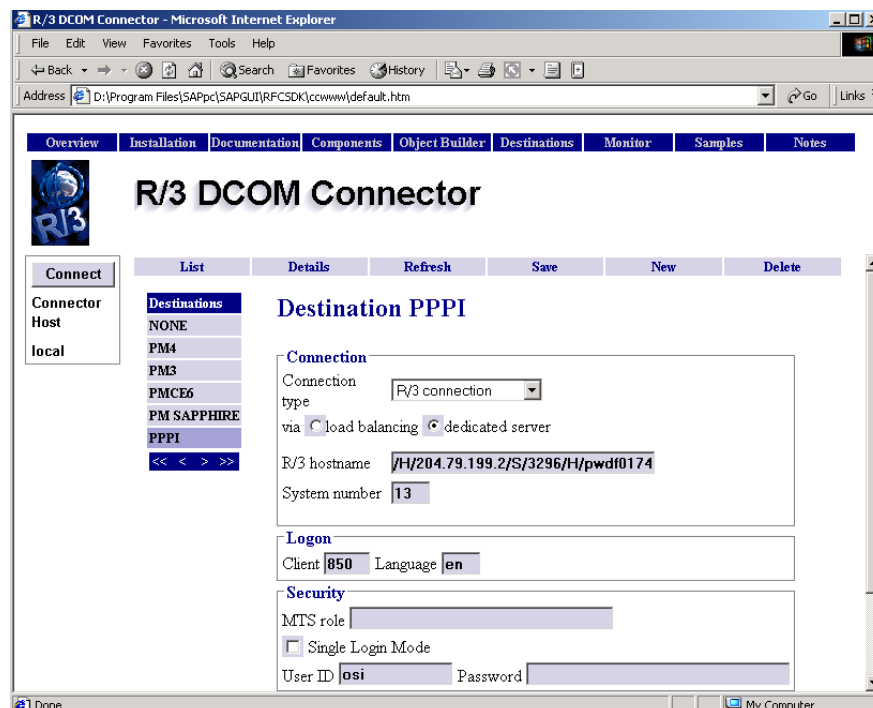 R/3 DCOM Connector - Microsoft Internet Explorer
File Edit View Favorites Tools Help
Back Search Favorites History
Address D:\Program Files\SAPpc\SAPGUI\RFCSDK\ccwww\default.htm Go Links
Overview Installation Documentation Components Object Builder Destinations Monitor Samples Notes
R/3
R/3 DCOM Connector
List Details Refresh Save New Delete
Connect
Connector
Host
local
Destinations
NONE
PM4
PM3
PMCE6
PM SAPPHIRE
PPPI
<< < > >>
Destination PPPI
Connection
Connection
type R/3 connection
via load balancing dedicated server
R/3 hostname /H/204.79.199.2/S/3296/H/pwdf0174
System number 13
Logon
Client 850 Language en
Security
MTS role
Single Login Mode
User ID osi Password
Done My Computer